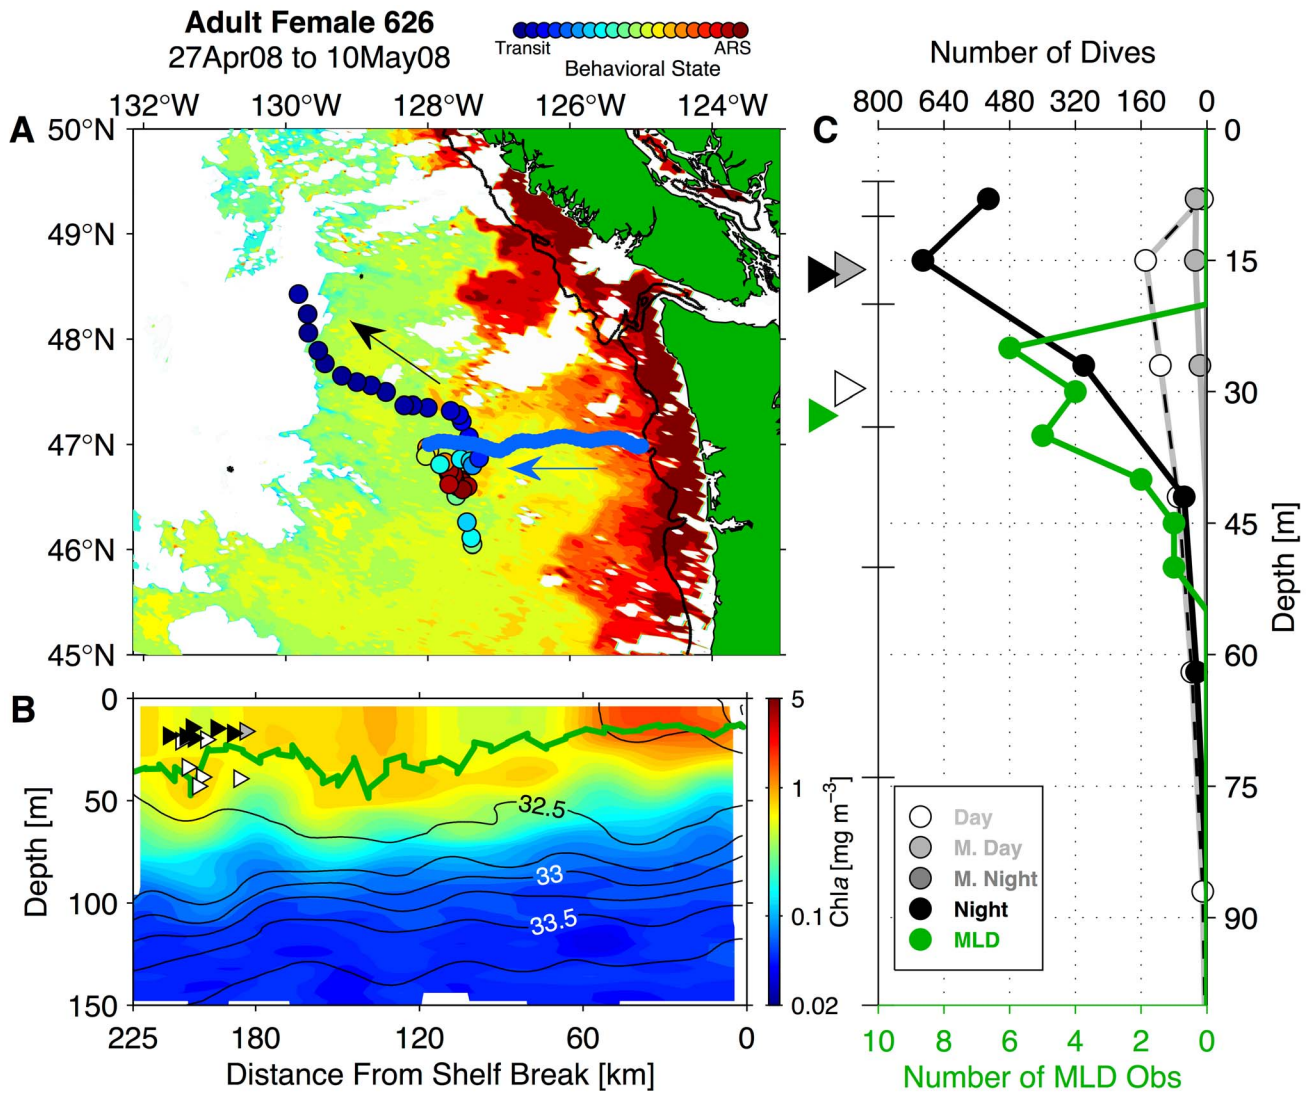 Adult Female 626
27Apr08 to 10May08
Transit ARS
Behavioral State
132°W 130°W 128°W 126°W 124°W
A
50°N
49°N
48°N
47°N
46°N
45°N
B
0
50
100
150
Depth [m]
32.5
33
33.5
225 180 120 60 0
Distance From Shelf Break [km]
5
1
0.1
0.02
Chla [mg m⁻³]
Number of Dives
800 640 480 320 160 0
C
0
15
30
45
60
75
90
Depth [m]
Day
M. Day
M. Night
Night
MLD
10 8 6 4 2 0
Number of MLD Obs